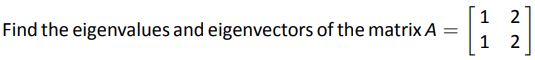 Find the eigenvalues and eigenvectors of the matrix A = [1 2
1 2]